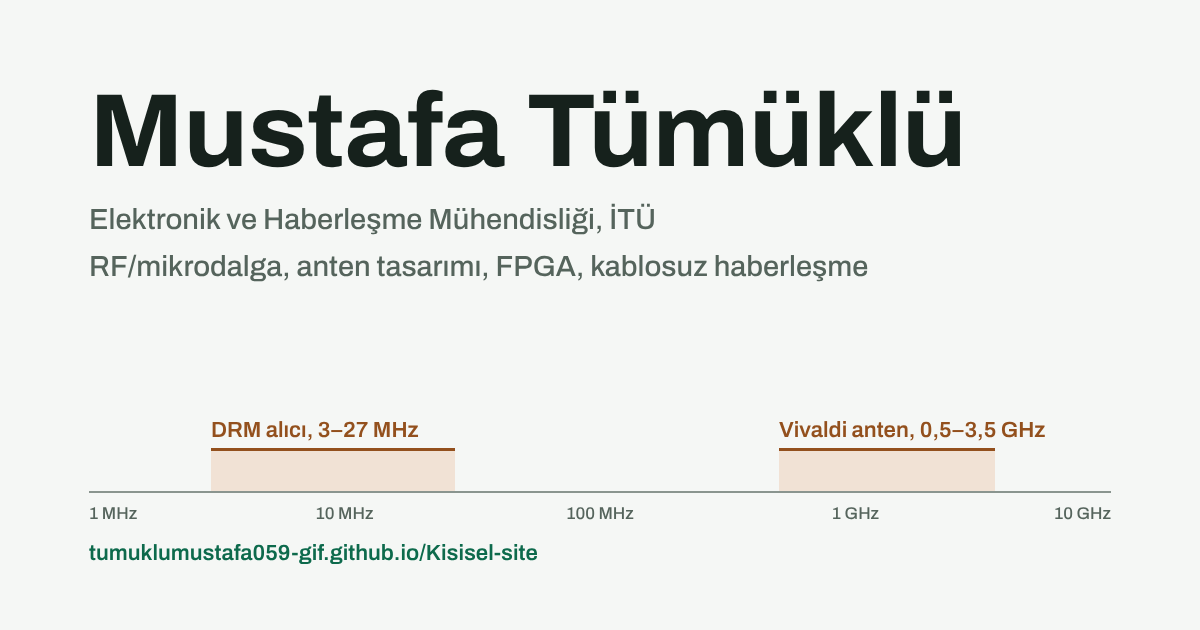 Mustafa Tümüklü
Elektronik ve Haberleşme Mühendisliği, İTÜ
RF/mikrodalga, anten tasarımı, FPGA, kablosuz haberleşme
DRM alıcı, 3–27 MHz
Vivaldi anten, 0,5–3,5 GHz
1 MHz
10 MHz
100 MHz
1 GHz
10 GHz
tumuklumustafa059-gif.github.io/Kisisel-site